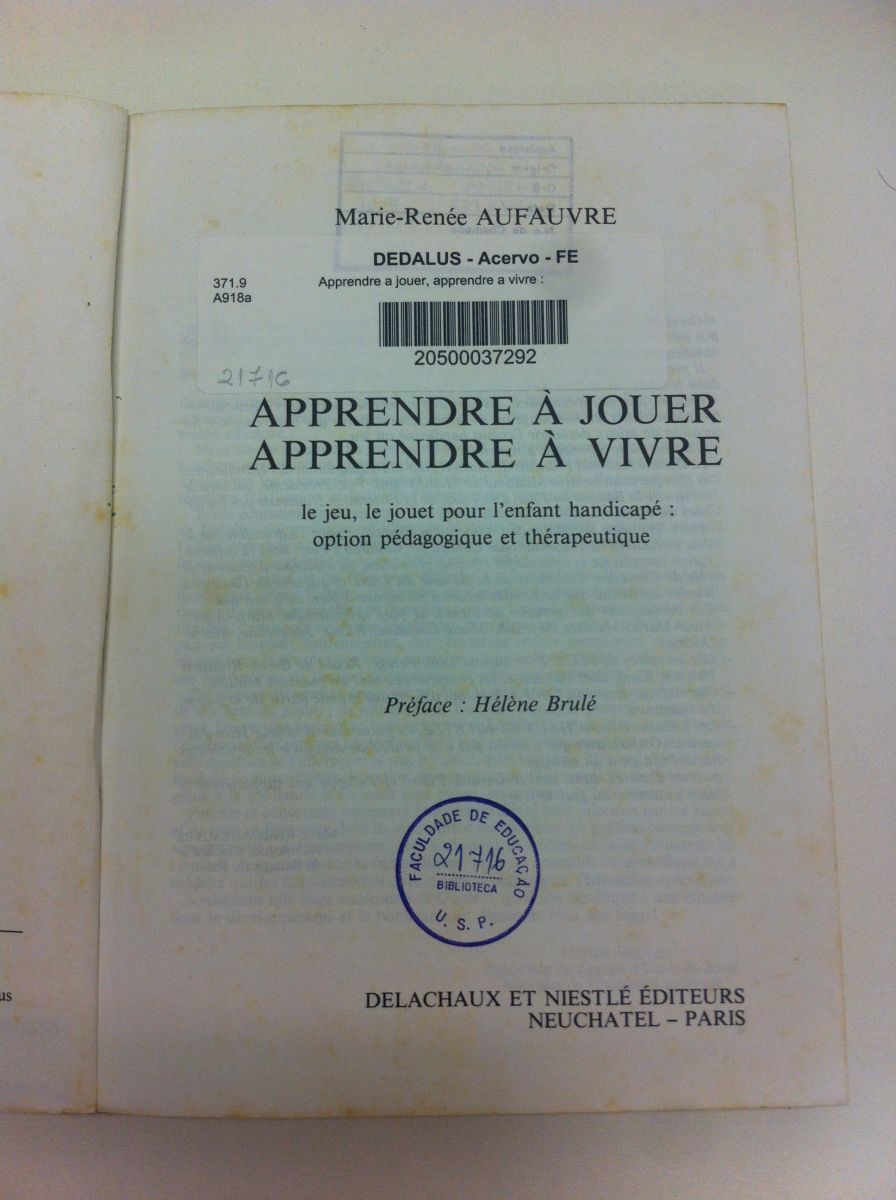 Marie-Renée AUFAUVRE
DEDALUS - Acervo - FE
371.9
A918a
Apprendre a jouer, apprendre a vivre :
20500037292
21716
APPRENDRE À JOUER
APPRENDRE À VIVRE
le jeu, le jouet pour l'enfant handicapé :
option pédagogique et thérapeutique
Préface : Hélène Brulé
FACULDADE DE EDUCAÇÃO
21716
BIBLIOTECA
U. S. P.
DELACHAUX ET NIESTLÉ ÉDITEURS
NEUCHATEL – PARIS
us